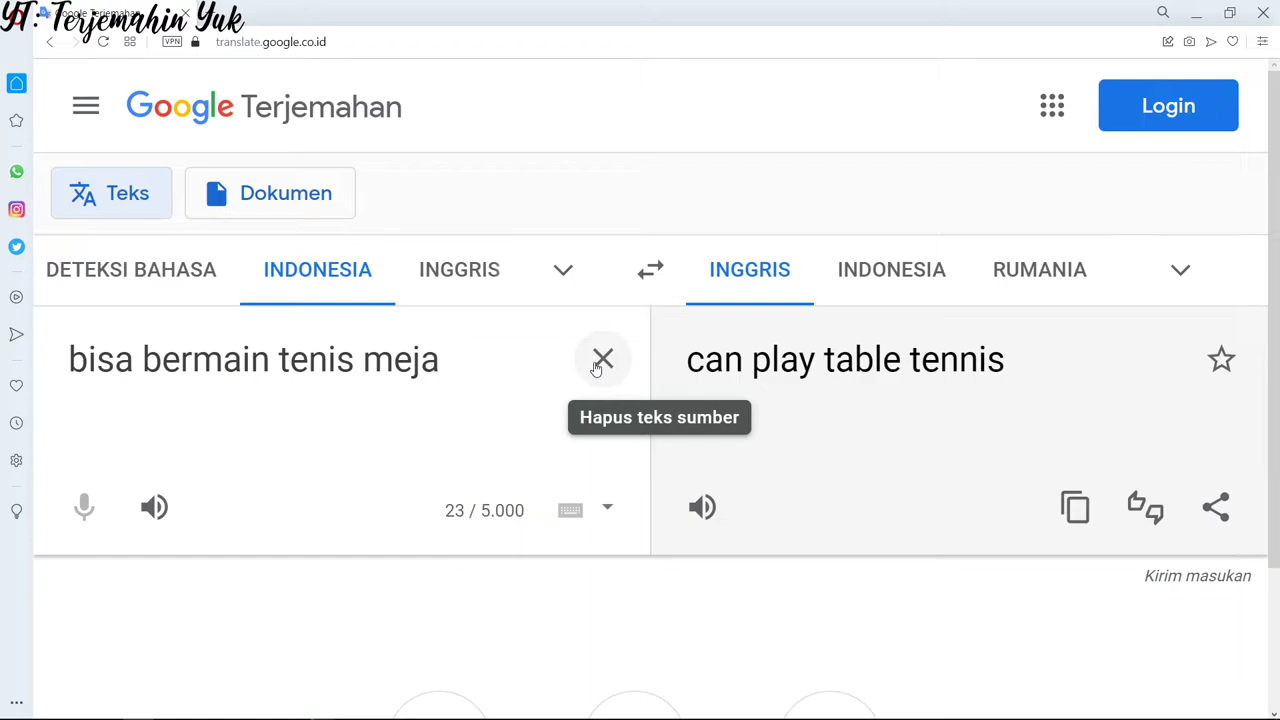 YT: Terjemahin Yuk
VPN
translate.google.co.id
Google Terjemahan
Login
Teks
Dokumen
DETEKSI BAHASA
INDONESIA
INGGRIS
INGGRIS
INDONESIA
RUMANIA
bisa bermain tenis meja
can play table tennis
Hapus teks sumber
23 / 5.000
Kirim masukan